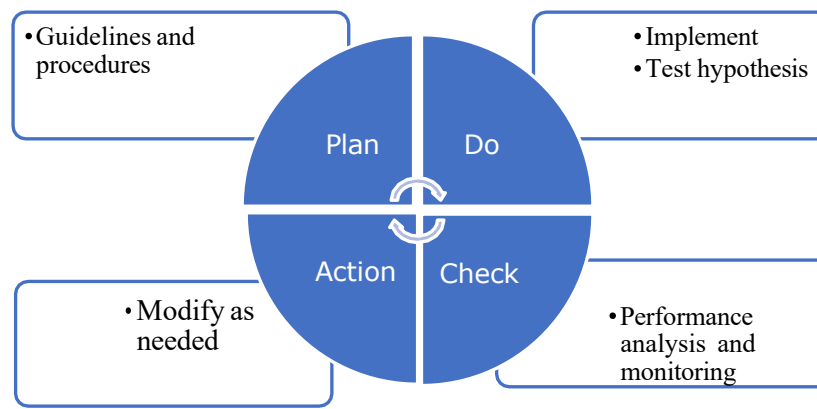 • Guidelines and
procedures
• Implement
• Test hypothesis
Plan
Do
Action
Check
• Modify as
needed
• Performance
analysis and
monitoring